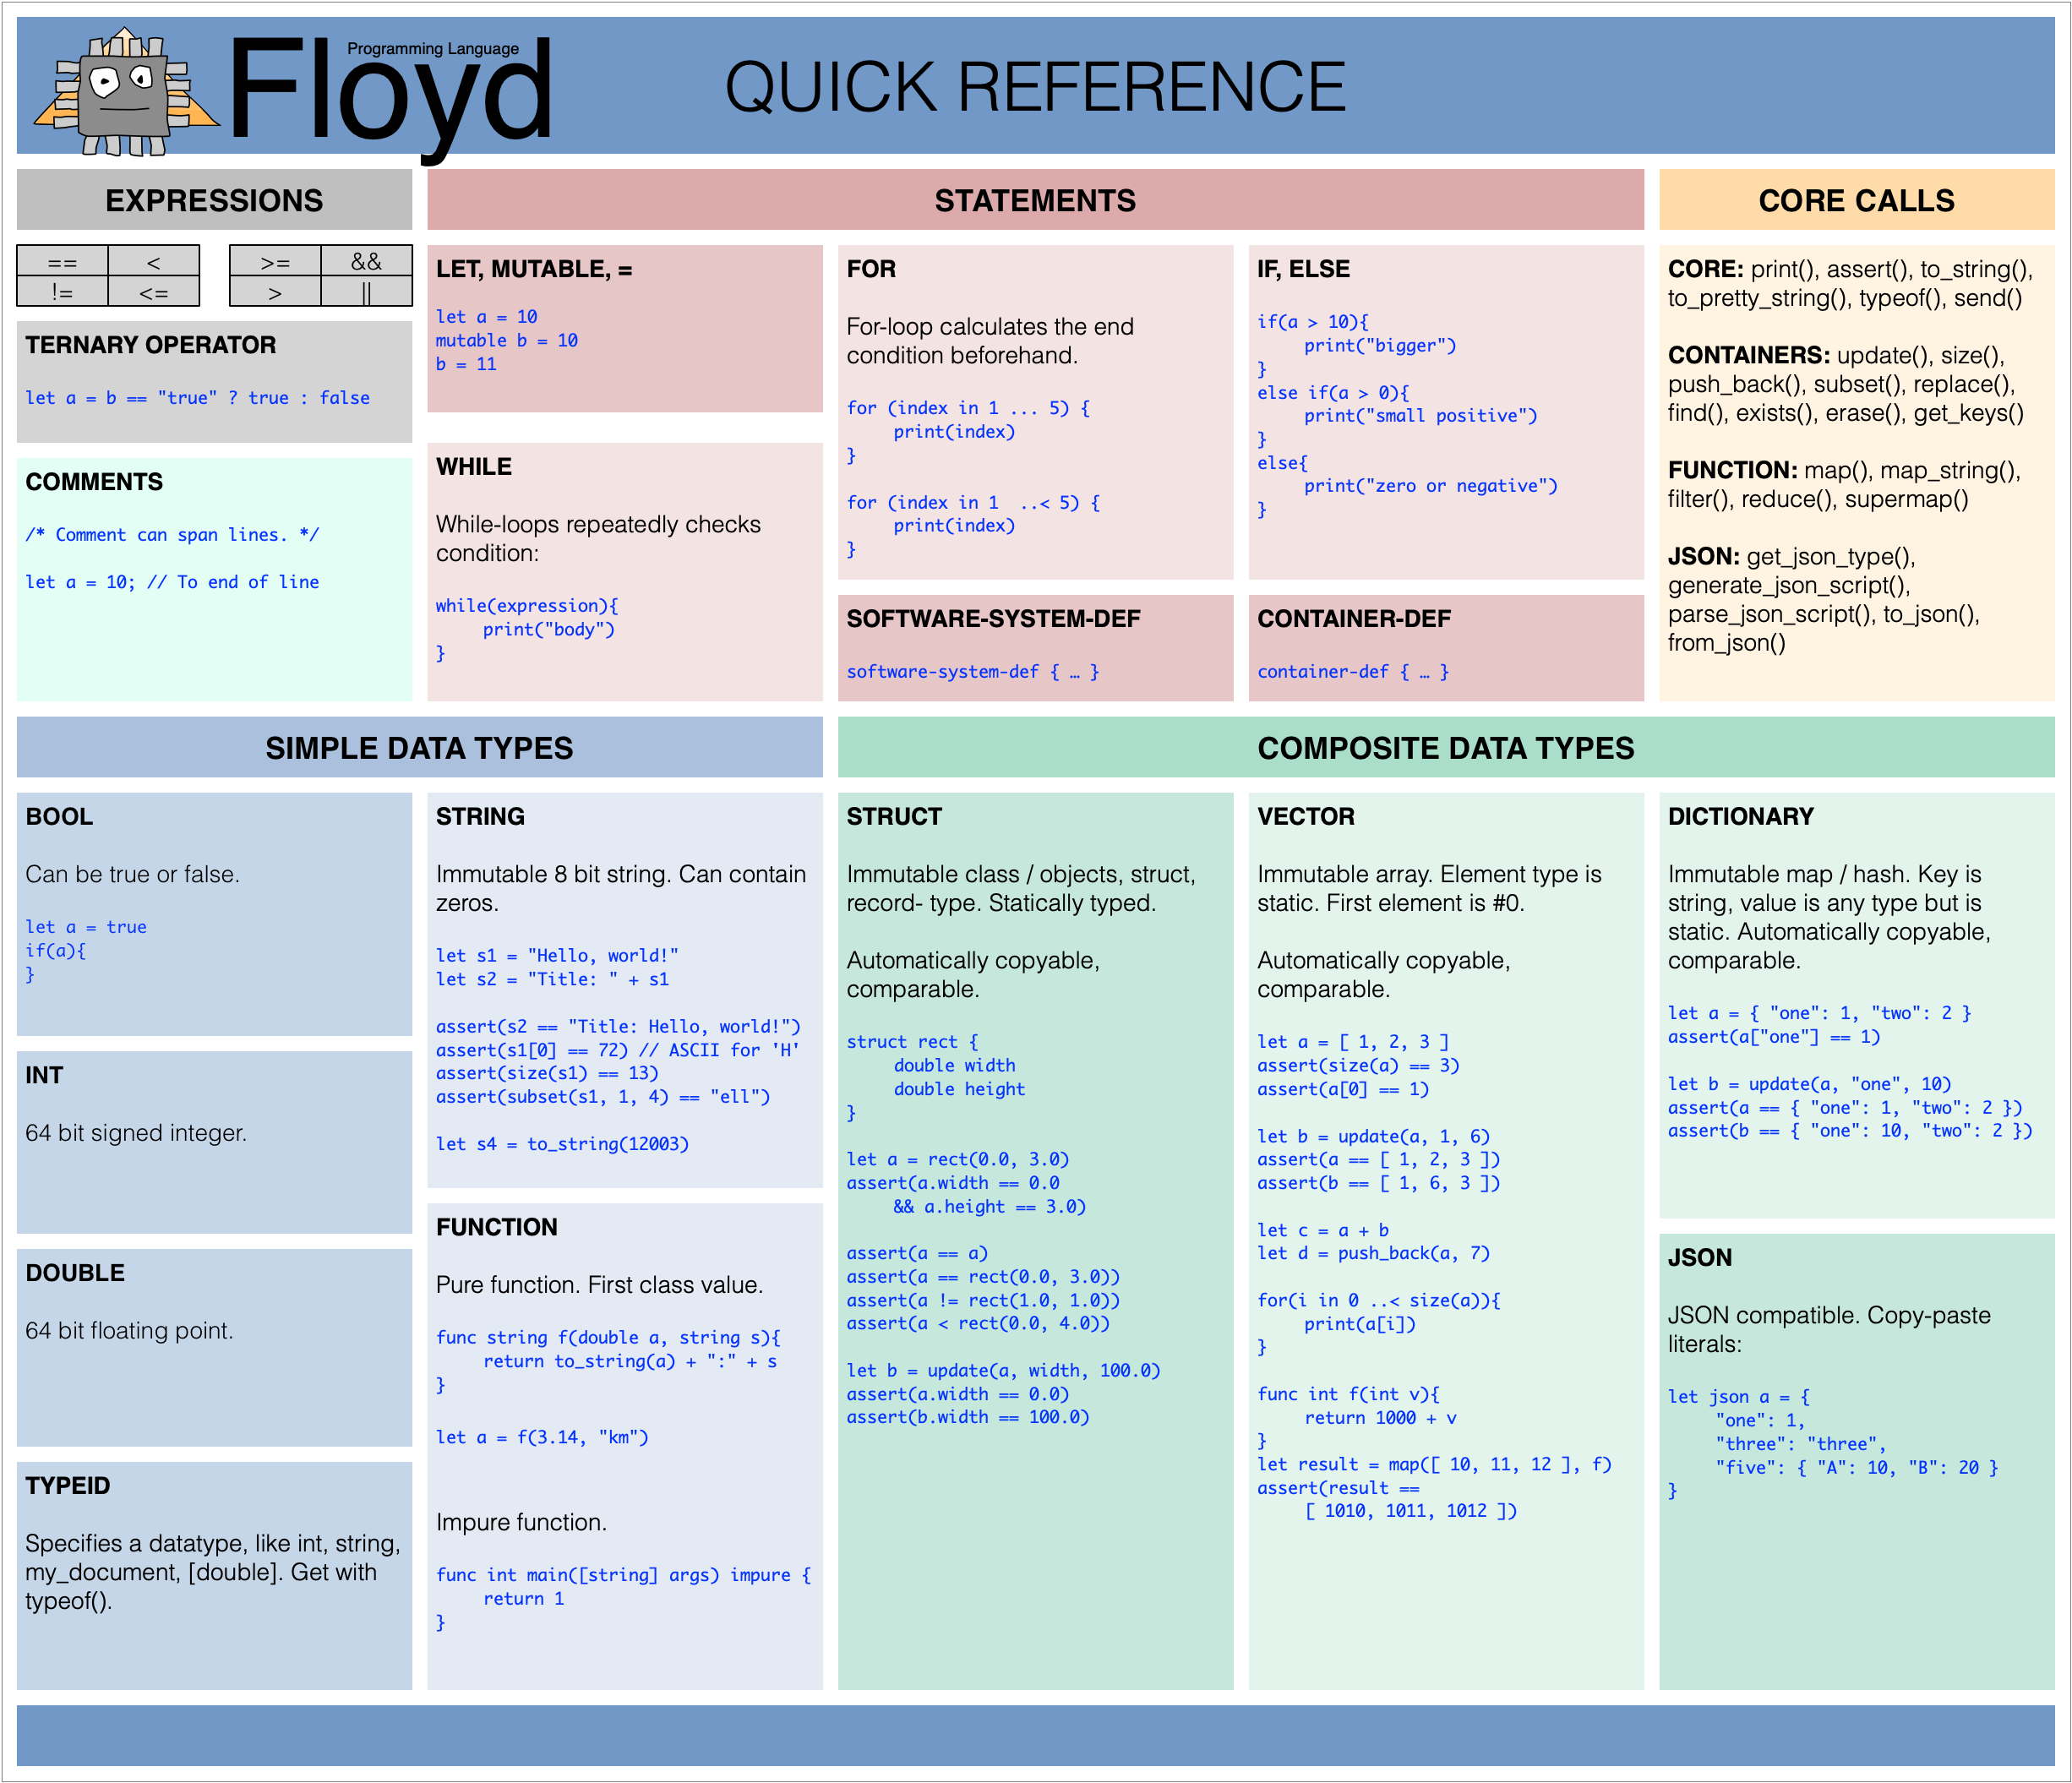 Programming Language
Floyd
QUICK REFERENCE
EXPRESSIONS
== <
!= <=
>= &&
> ||
TERNARY OPERATOR
let a = b == "true" ? true : false
COMMENTS
/* Comment can span lines. */
let a = 10; // To end of line
STATEMENTS
LET, MUTABLE, =
let a = 10
mutable b = 10
b = 11
WHILE
While-loops repeatedly checks
condition:
while(expression){
print("body")
}
FOR
For-loop calculates the end
condition beforehand.
for (index in 1 ... 5) {
print(index)
}
for (index in 1  ..< 5) {
print(index)
}
IF, ELSE
if(a > 10){
print("bigger")
}
else if(a > 0){
print("small positive")
}
else{
print("zero or negative")
}
SOFTWARE-SYSTEM-DEF
software-system-def { … }
CONTAINER-DEF
container-def { … }
CORE CALLS
CORE: print(), assert(), to_string(),
to_pretty_string(), typeof(), send()
CONTAINERS: update(), size(),
push_back(), subset(), replace(),
find(), exists(), erase(), get_keys()
FUNCTION: map(), map_string(),
filter(), reduce(), supermap()
JSON: get_json_type(),
generate_json_script(),
parse_json_script(), to_json(),
from_json()
SIMPLE DATA TYPES
BOOL
Can be true or false.
let a = true
if(a){
}
INT
64 bit signed integer.
DOUBLE
64 bit floating point.
TYPEID
Specifies a datatype, like int, string,
my_document, [double]. Get with
typeof().
STRING
Immutable 8 bit string. Can contain
zeros.
let s1 = "Hello, world!"
let s2 = "Title: " + s1
assert(s2 == "Title: Hello, world!")
assert(s1[0] == 72) // ASCII for 'H'
assert(size(s1) == 13)
assert(subset(s1, 1, 4) == "ell")
let s4 = to_string(12003)
FUNCTION
Pure function. First class value.
func string f(double a, string s){
return to_string(a) + ":" + s
}
let a = f(3.14, "km")
Impure function.
func int main([string] args) impure {
return 1
}
COMPOSITE DATA TYPES
STRUCT
Immutable class / objects, struct,
record- type. Statically typed.
Automatically copyable,
comparable.
struct rect {
double width
double height
}
let a = rect(0.0, 3.0)
assert(a.width == 0.0
&& a.height == 3.0)
assert(a == a)
assert(a == rect(0.0, 3.0))
assert(a != rect(1.0, 1.0))
assert(a < rect(0.0, 4.0))
let b = update(a, width, 100.0)
assert(a.width == 0.0)
assert(b.width == 100.0)
VECTOR
Immutable array. Element type is
static. First element is #0.
Automatically copyable,
comparable.
let a = [ 1, 2, 3 ]
assert(size(a) == 3)
assert(a[0] == 1)
let b = update(a, 1, 6)
assert(a == [ 1, 2, 3 ])
assert(b == [ 1, 6, 3 ])
let c = a + b
let d = push_back(a, 7)
for(i in 0 ..< size(a)){
print(a[i])
}
func int f(int v){
return 1000 + v
}
let result = map([ 10, 11, 12 ], f)
assert(result ==
[ 1010, 1011, 1012 ])
DICTIONARY
Immutable map / hash. Key is
string, value is any type but is
static. Automatically copyable,
comparable.
let a = { "one": 1, "two": 2 }
assert(a["one"] == 1)
let b = update(a, "one", 10)
assert(a == { "one": 1, "two": 2 })
assert(b == { "one": 10, "two": 2 })
JSON
JSON compatible. Copy-paste
literals:
let json a = {
"one": 1,
"three": "three",
"five": { "A": 10, "B": 20 }
}